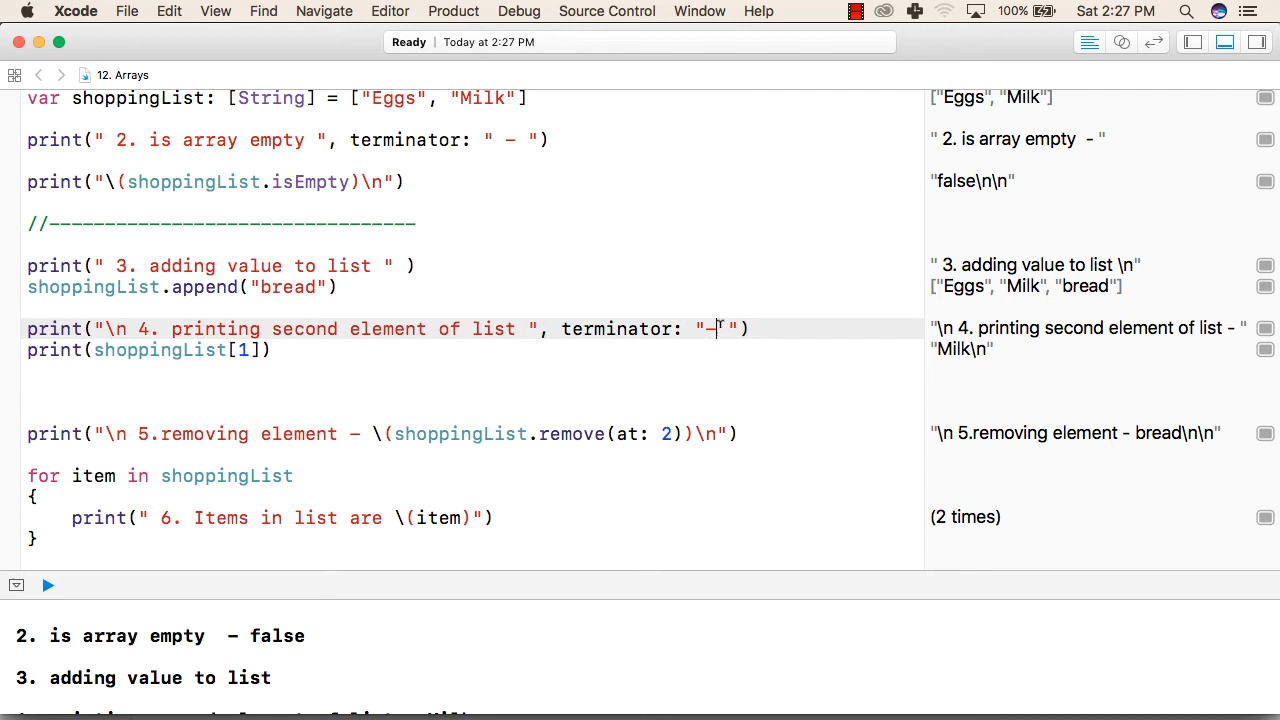 Xcode File Edit View Find Navigate Editor Product Debug Source Control Window Help 100% Sat 2:27 PM
Ready | Today at 2:27 PM
12. Arrays
var shoppingList: [String] = ["Eggs", "Milk"] ["Eggs", "Milk"]
print(" 2. is array empty ", terminator: " - ") " 2. is array empty  - "
print("\(shoppingList.isEmpty)\n") "false\n\n"
//---------------------------------
print(" 3. adding value to list " ) " 3. adding value to list \n"
shoppingList.append("bread") ["Eggs", "Milk", "bread"]
print("\n 4. printing second element of list ", terminator: "- ") "\n 4. printing second element of list - "
print(shoppingList[1]) "Milk\n"
print("\n 5.removing element - \(shoppingList.remove(at: 2))\n") "\n 5.removing element - bread\n\n"
for item in shoppingList
{
print(" 6. Items in list are \(item)") (2 times)
}
2. is array empty  - false
3. adding value to list